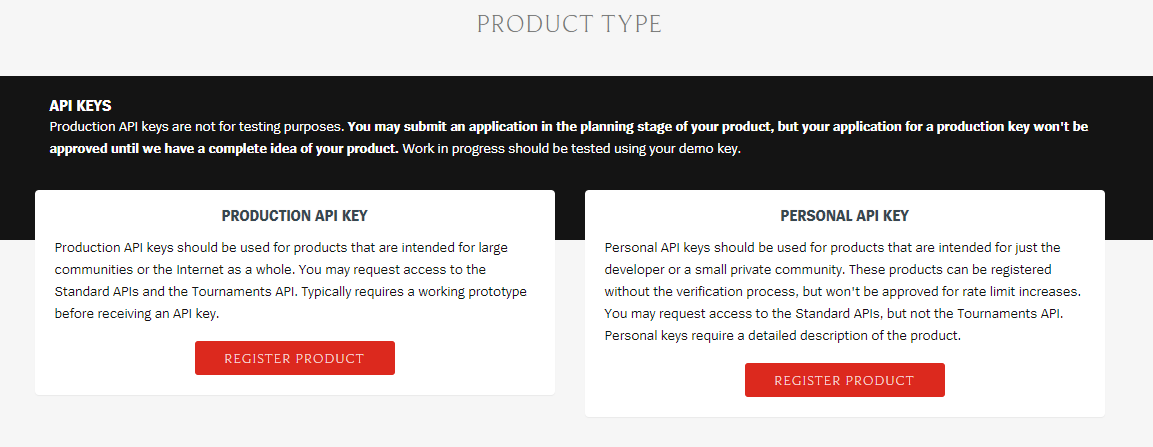 PRODUCT TYPE
API KEYS
Production API keys are not for testing purposes. You may submit an application in the planning stage of your product, but your application for a production key won't be
approved until we have a complete idea of your product. Work in progress should be tested using your demo key.
PRODUCTION API KEY
Production API keys should be used for products that are intended for large
communities or the Internet as a whole. You may request access to the
Standard APIs and the Tournaments API. Typically requires a working prototype
before receiving an API key.
REGISTER PRODUCT
PERSONAL API KEY
Personal API keys should be used for products that are intended for just the
developer or a small private community. These products can be registered
without the verification process, but won't be approved for rate limit increases.
You may request access to the Standard APIs, but not the Tournaments API.
Personal keys require a detailed description of the product.
REGISTER PRODUCT